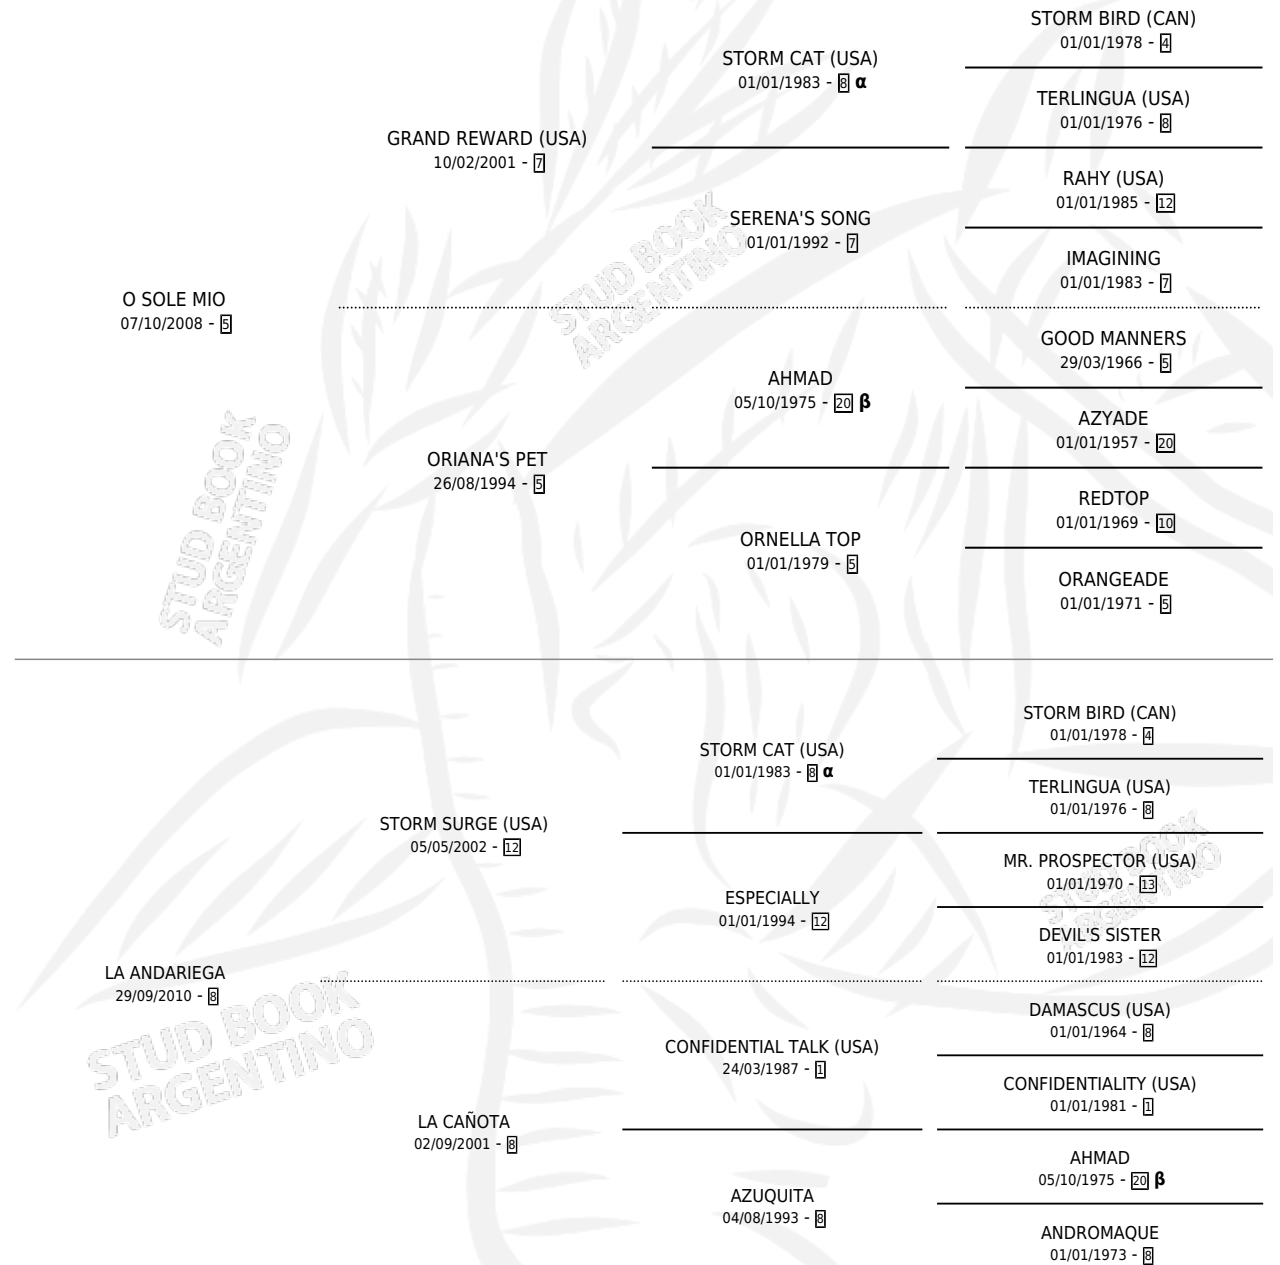 STORM BIRD (CAN)
01/01/1978 - 4
STORM CAT (USA)
01/01/1983 - 8 α
TERLINGUA (USA)
01/01/1976 - 8
GRAND REWARD (USA)
10/02/2001 - 7
RAHY (USA)
01/01/1985 - 12
SERENA'S SONG
01/01/1992 - 7
IMAGINING
01/01/1983 - 7
O SOLE MIO
07/10/2008 - 5
GOOD MANNERS
29/03/1966 - 5
AHMAD
05/10/1975 - 20 β
AZYADE
01/01/1957 - 20
ORIANA'S PET
26/08/1994 - 5
REDTOP
01/01/1969 - 10
ORNELLA TOP
01/01/1979 - 5
ORANGEADE
01/01/1971 - 5
STORM BIRD (CAN)
01/01/1978 - 4
STORM CAT (USA)
01/01/1983 - 8 α
TERLINGUA (USA)
01/01/1976 - 8
STORM SURGE (USA)
05/05/2002 - 12
MR. PROSPECTOR (USA)
01/01/1970 - 13
ESPECIALLY
01/01/1994 - 12
DEVIL'S SISTER
01/01/1983 - 12
LA ANDARIEGA
29/09/2010 - 8
DAMASCUS (USA)
01/01/1964 - 8
CONFIDENTIAL TALK (USA)
24/03/1987 - 1
CONFIDENTIALITY (USA)
01/01/1981 - 1
LA CAÑOTA
02/09/2001 - 8
AHMAD
05/10/1975 - 20 β
AZUQUITA
04/08/1993 - 8
ANDROMAQUE
01/01/1973 - 8
STUD BOOK
ARGENTINO
STUD BOOK
ARGENTINO
STUD BOOK
ARGENTINO
STUD BOOK
ARGENTINO